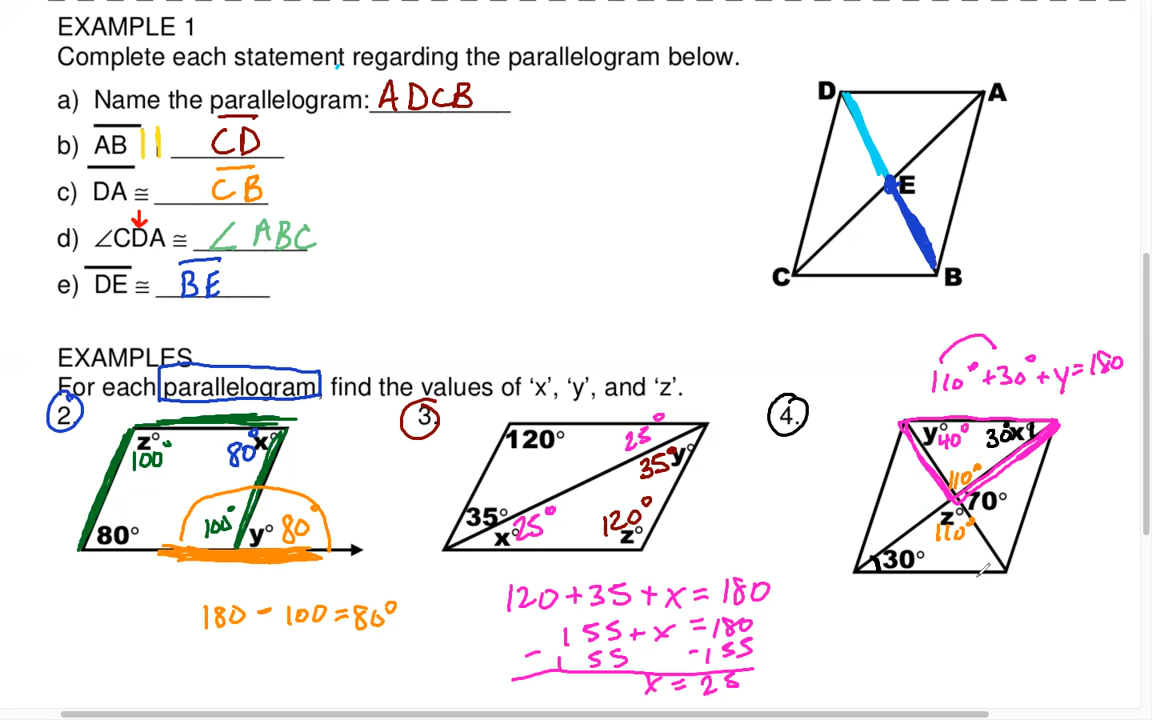 EXAMPLE 1
Complete each statement regarding the parallelogram below.
a) Name the parallelogram: ADCB
b) AB || CD
c) DA ≅ CB
d) ∠CDA ≅ ∠ABC
e) DE ≅ BE
D A
E
C B
EXAMPLES
For each parallelogram, find the values of ‘x’, ‘y’, and ‘z’.
110° + 30° + y = 180
2.
z° 80° x°
100°
80° 100° y° 80°
180 - 100 = 80°
3.
120° 25°
35° y°
35° 120°
x° 25° z°
120 + 35 + x = 180
155 + x = 180
- 155 - 155
x = 25
4.
y° 40° 30° x°
110°
70°
z°
110°
30°